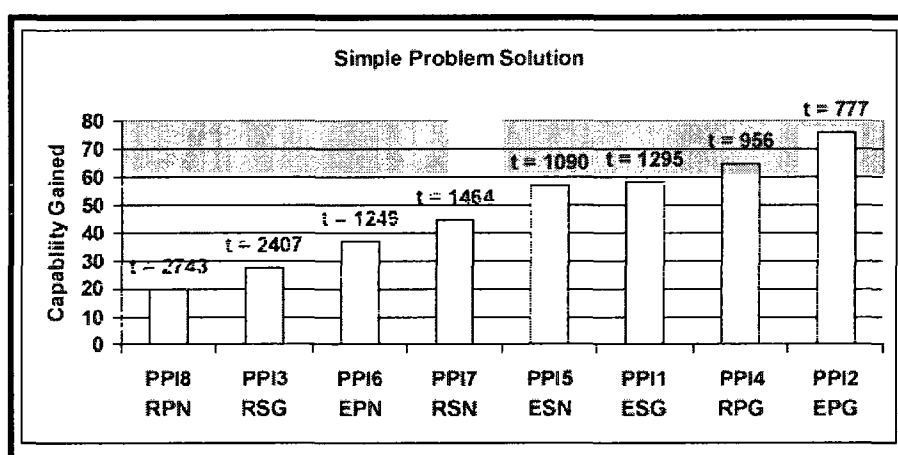 Simple Problem Solution
Capability Gained
80
70
60
50
40
30
20
10
0
t = 2743
t = 2407
t = 1249
t = 1464
t = 1090
t = 1295
t = 956
t = 777
PPI8 PPI3 PPI6 PPI7 PPI5 PPI1 PPI4 PPI2
RPN RSG EPN RSN ESN ESG RPG EPG